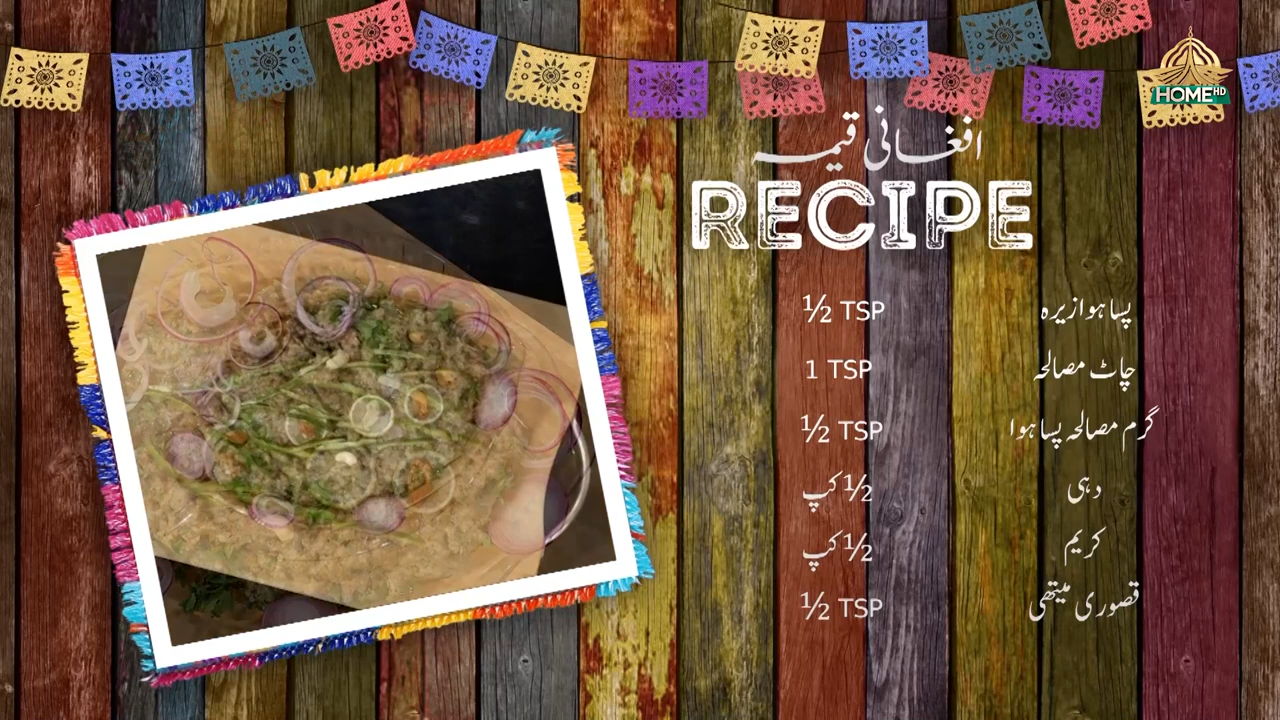 HOME HD
افغانی قیمہ
RECIPE
پسا ہوا زیرہ ½ TSP
چاٹ مصالحہ 1 TSP
گرم مصالحہ پسا ہوا ½ TSP
دہی ½ کپ
کریم ½ کپ
قصوری میتھی ½ TSP